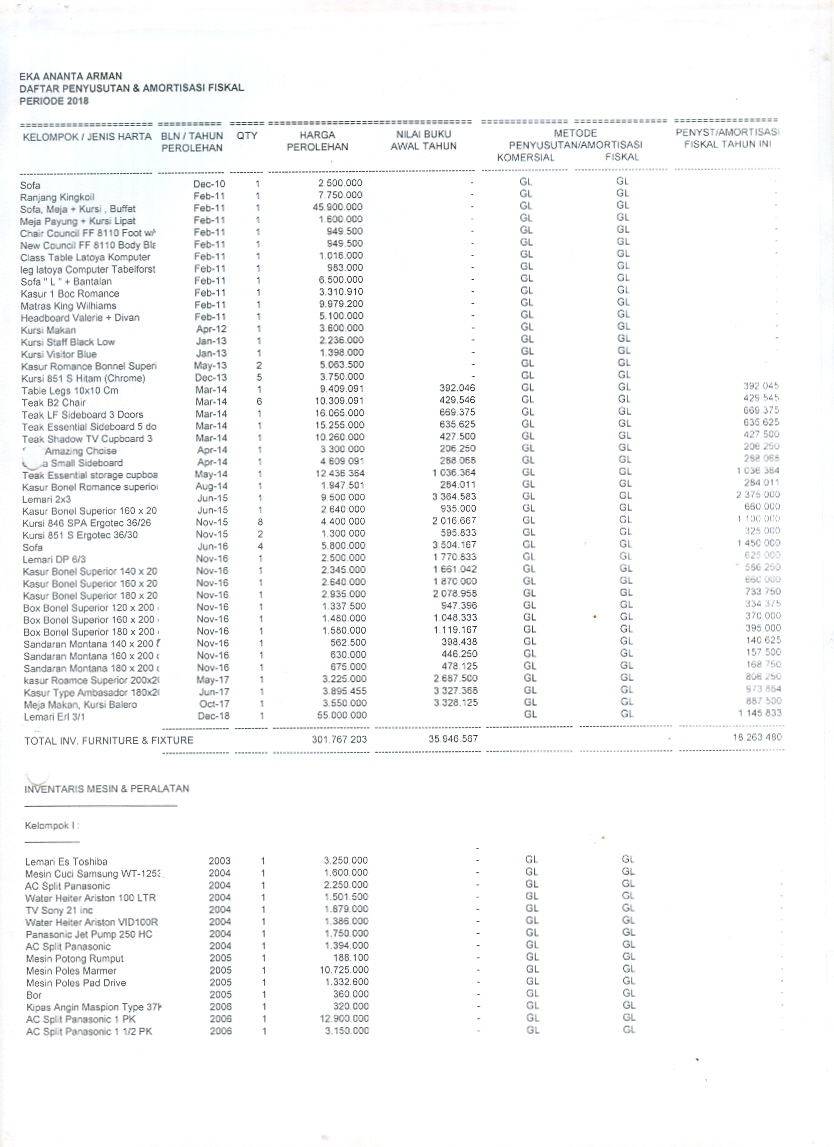 EKA ANANTA ARMAN
DAFTAR PENYUSUTAN & AMORTISASI FISKAL
PERIODE 2018
KELOMPOK / JENIS HARTA BLN / TAHUN QTY HARGA NILAI BUKU METODE PENYST/AMORTISASI
PEROLEHAN PEROLEHAN AWAL TAHUN PENYUSUTAN/AMORTISASI FISKAL TAHUN INI
KOMERSIAL FISKAL
Sofa Dec-10 1 2.500.000 - GL GL -
Ranjang Kingkoil Feb-11 1 7.750.000 - GL GL -
Sofa, Meja + Kursi , Buffet Feb-11 1 45.900.000 - GL GL -
Meja Payung + Kursi Lipat Feb-11 1 1.600.000 - GL GL -
Chair Council FF 8110 Foot w/ Feb-11 1 949.500 - GL GL -
New Council FF 8110 Body Bla Feb-11 1 949.500 - GL GL -
Class Table Latoya Komputer Feb-11 1 1.016.000 - GL GL -
leg latoya Computer Tabelforst Feb-11 1 983.000 - GL GL -
Sofa " L " + Bantalan Feb-11 1 6.500.000 - GL GL -
Kasur 1 Boc Romance Feb-11 1 3.310.910 - GL GL -
Matras King Wilhiams Feb-11 1 9.979.200 - GL GL -
Headboard Valerie + Divan Feb-11 1 5.100.000 - GL GL -
Kursi Makan Apr-12 1 3.600.000 - GL GL -
Kursi Staff Black Low Jan-13 1 2.236.000 - GL GL
Kursi Visitor Blue Jan-13 1 1.398.000 - GL GL
Kasur Romance Bonnel Superi May-13 2 5.063.500 - GL GL
Kursi 851 S Hitam (Chrome) Dec-13 5 3.750.000 - GL GL
Table Legs 10x10 Cm Mar-14 1 9.409.091 392.046 GL GL 392 045
Teak B2 Chair Mar-14 6 10.309.091 429.546 GL GL 429 545
Teak LF Sideboard 3 Doors Mar-14 1 16.065.000 669.375 GL GL 669 375
Teak Essential Sideboard 5 do Mar-14 1 15.255.000 635.625 GL GL 635 625
Teak Shadow TV Cupboard 3 Mar-14 1 10.260.000 427.500 GL GL 427 500
Amazing Choise Apr-14 1 3.300.000 206.250 GL GL 206 250
a Small Sideboard Apr-14 1 4.609.091 288.068 GL GL 288 068
Teak Essential storage cupboa May-14 1 12.436.364 1.036.364 GL GL 1 036 364
Kasur Bonel Romance superior Aug-14 1 1.947.501 284.011 GL GL 284 011
Lemari 2x3 Jun-15 1 9.500.000 3.364.583 GL GL 2 375 000
Kasur Bonel Superior 160 x 20 Jun-15 1 2.640.000 935.000 GL GL 660.000
Kursi 846 SPA Ergotec 36/26 Nov-15 8 4.400.000 2.016.667 GL GL 1 100 000
Kursi 851 S Ergotec 36/30 Nov-15 2 1.300.000 595.833 GL GL 325 000
Sofa Jun-16 4 5.800.000 3.504.167 GL GL 1 450 000
Lemari DP 6/3 Nov-16 1 2.500.000 1.770.833 GL GL 625 000
Kasur Bonel Superior 140 x 20 Nov-16 1 2.345.000 1.661.042 GL GL 586 250
Kasur Bonel Superior 160 x 20 Nov-16 1 2.640.000 1.870.000 GL GL 660 000
Kasur Bonel Superior 180 x 20 Nov-16 1 2.935.000 2.078.958 GL GL 733 750
Box Bonel Superior 120 x 200 Nov-16 1 1.337.500 947.396 GL GL 334 375
Box Bonel Superior 160 x 200 Nov-16 1 1.480.000 1.048.333 GL GL 370 000
Box Bonel Superior 180 x 200 Nov-16 1 1.580.000 1.119.167 GL GL 395 000
Sandaran Montana 140 x 200 Nov-16 1 562.500 398.438 GL GL 140 625
Sandaran Montana 160 x 200 Nov-16 1 630.000 446.250 GL GL 157 500
Sandaran Montana 180 x 200 Nov-16 1 675.000 478.125 GL GL 168 750
kasur Roamce Superior 200x20 May-17 1 3.225.000 2.687.500 GL GL 806 250
Kasur Type Ambasador 180x20 Jun-17 1 3.895.455 3.327.368 GL GL 973 864
Meja Makan, Kursi Balero Oct-17 1 3.550.000 3.328.125 GL GL 887 500
Lemari Erl 3/1 Dec-18 1 55.000.000 GL GL 1 145 833
TOTAL INV. FURNITURE & FIXTURE 301.767.203 35.946.587 - 18 263 480
INVENTARIS MESIN & PERALATAN
Kelompok I :
-
Lemari Es Toshiba 2003 1 3.250.000 - GL GL
Mesin Cuci Samsung WT-125 2004 1 1.600.000 - GL GL
AC Split Panasonic 2004 1 2.250.000 - GL GL -
Water Heiter Ariston 100 LTR 2004 1 1.501.500 - GL GL -
TV Sony 21 inc 2004 1 1.879.000 - GL GL -
Water Heiter Ariston VID100R 2004 1 1.386.000 - GL GL -
Panasonic Jet Pump 250 HC 2004 1 1.750.000 - GL GL -
AC Split Panasonic 2004 1 1.394.000 - GL GL -
Mesin Potong Rumput 2005 1 188.100 - GL GL -
Mesin Poles Marmer 2005 1 10.725.000 - GL GL -
Mesin Poles Pad Drive 2005 1 1.332.600 - GL GL -
Bor 2005 1 360.000 - GL GL -
Kipas Angin Maspion Type 37H 2006 1 320.000 - GL GL -
AC Split Panasonic 1 PK 2006 1 12.900.000 - GL GL -
AC Split Panasonic 1 1/2 PK 2006 1 3.150.000 - GL GL -